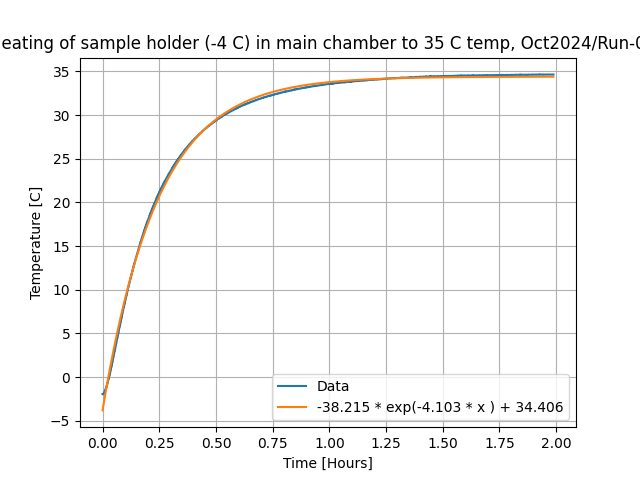 eating of sample holder (-4 C) in main chamber to 35 C temp, Oct2024/Run-0
35
30
25
20
15
10
5
0
−5
Temperature [C]
Data
-38.215 * exp(-4.103 * x ) + 34.406
0.00 0.25 0.50 0.75 1.00 1.25 1.50 1.75 2.00
Time [Hours]